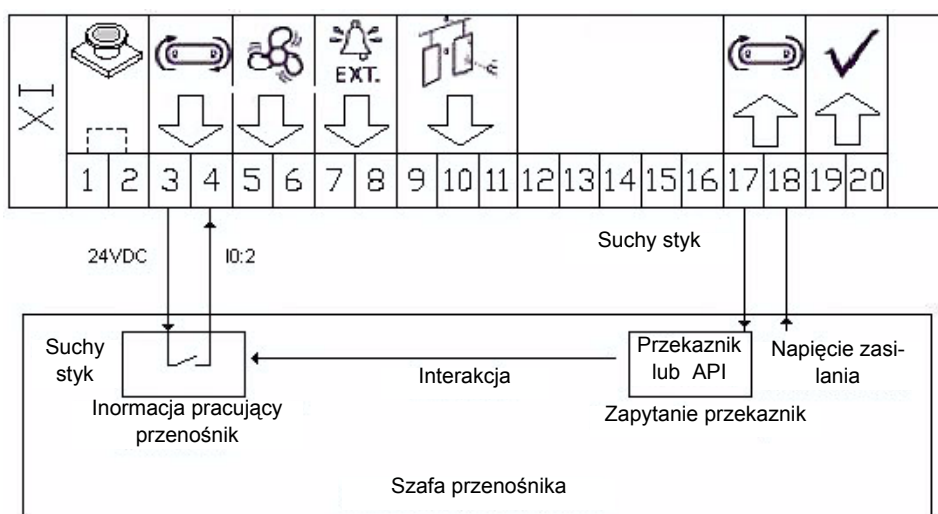 XI
EXT.
1 2 3 4 5 6 7 8 9 10 11 12 13 14 15 16 17 18 19 20
24VDC
I0:2
Suchy styk
Suchy
styk
Przekaznik
lub API
Napięcie zasi-
lania
Interakcja
Inormacja pracujący
przenośnik
Zapytanie przekaznik
Szafa przenośnika